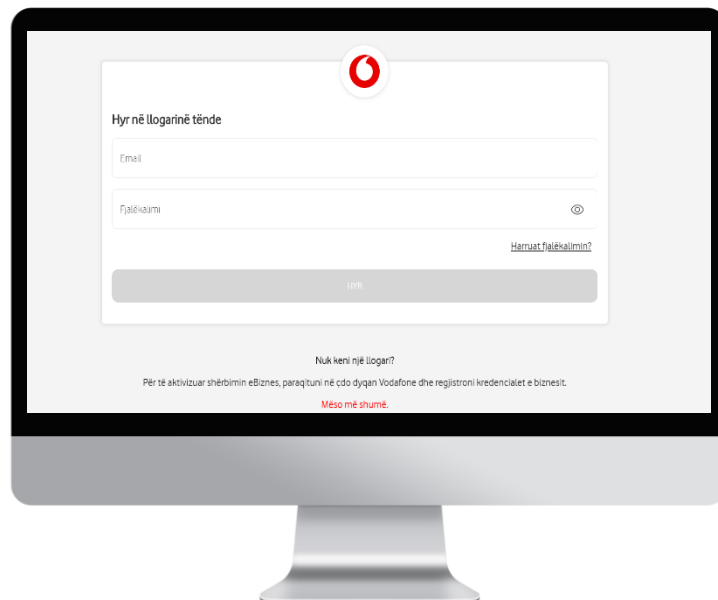 Hyr në llogarinë tënde
Email
Fjalëkalimi
Harruat fjalëkalimin?
HYR
Nuk keni një llogari?
Për të aktivizuar shërbimin eBiznes, paraqituni në çdo dyqan Vodafone dhe regjistroni kredencialet e biznesit.
Mëso më shumë.